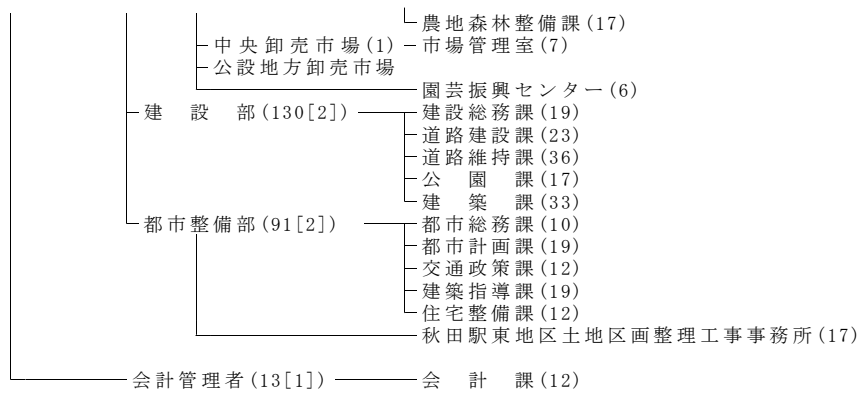 農地森林整備課(17)
中央卸売市場(1) 市場管理室(7)
公設地方卸売市場
園芸振興センター(6)
建設部(130[2]) 建設総務課(19)
道路建設課(23)
道路維持課(36)
公園課(17)
建築課(33)
都市整備部(91[2]) 都市総務課(10)
都市計画課(19)
交通政策課(12)
建築指導課(19)
住宅整備課(12)
秋田駅東地区土地区画整理工事事務所(17)
会計管理者(13[1]) 会計課(12)